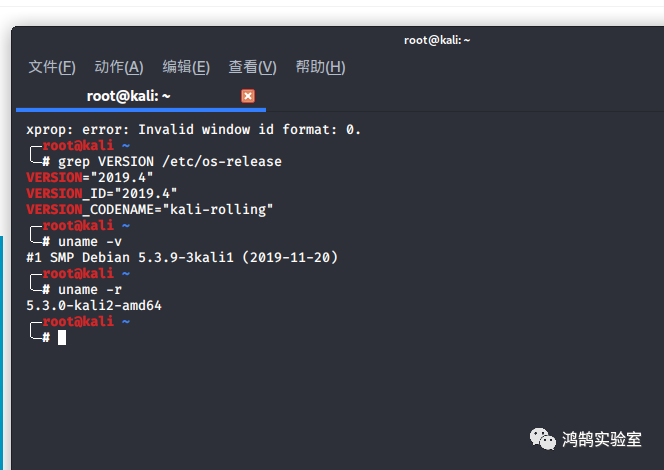 root@kali: ~
文件(F) 动作(A) 编辑(E) 查看(V) 帮助(H)
root@kali: ~
xprop: error: Invalid window id format: 0.
root@kali ~
# grep VERSION /etc/os-release
VERSION="2019.4"
VERSION_ID="2019.4"
VERSION_CODENAME="kali-rolling"
root@kali ~
# uname -v
#1 SMP Debian 5.3.9-3kali1 (2019-11-20)
root@kali ~
# uname -r
5.3.0-kali2-amd64
root@kali ~
#
鸿鹄实验室